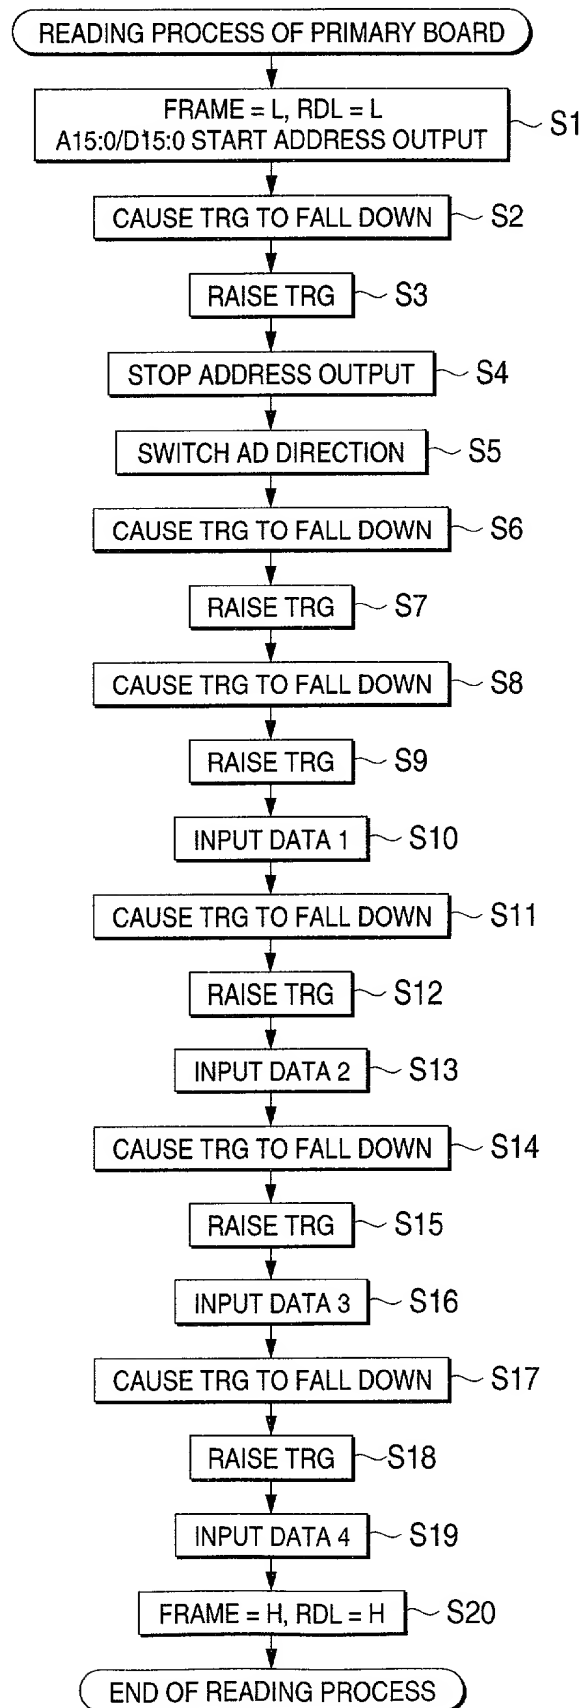 READING PROCESS OF PRIMARY BOARD
FRAME = L, RDL = L
A15:0/D15:0 START ADDRESS OUTPUT
S1
CAUSE TRG TO FALL DOWN
S2
RAISE TRG
S3
STOP ADDRESS OUTPUT
S4
SWITCH AD DIRECTION
S5
CAUSE TRG TO FALL DOWN
S6
RAISE TRG
S7
CAUSE TRG TO FALL DOWN
S8
RAISE TRG
S9
INPUT DATA 1
S10
CAUSE TRG TO FALL DOWN
S11
RAISE TRG
S12
INPUT DATA 2
S13
CAUSE TRG TO FALL DOWN
S14
RAISE TRG
S15
INPUT DATA 3
S16
CAUSE TRG TO FALL DOWN
S17
RAISE TRG
S18
INPUT DATA 4
S19
FRAME = H, RDL = H
S20
END OF READING PROCESS